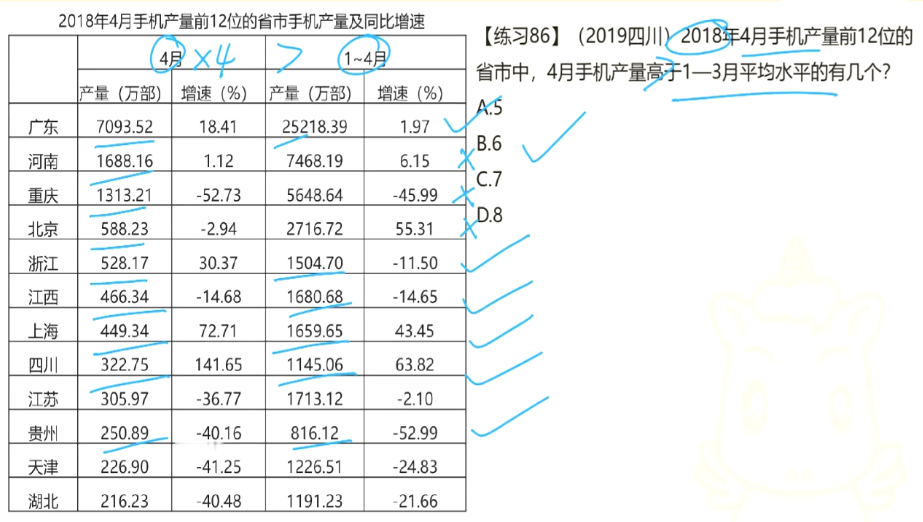 2018年4月手机产量前12位的省市手机产量及同比增速
4月 ×4 > 1~4月
产量（万部） 增速（%） 产量（万部） 增速（%）
广东 7093.52 18.41 25218.39 1.97
河南 1688.16 1.12 7468.19 6.15
重庆 1313.21 -52.73 5648.64 -45.99
北京 588.23 -2.94 2716.72 55.31
浙江 528.17 30.37 1504.70 -11.50
江西 466.34 -14.68 1680.68 -14.65
上海 449.34 72.71 1659.65 43.45
四川 322.75 141.65 1145.06 63.82
江苏 305.97 -36.77 1713.12 -2.10
贵州 250.89 -40.16 816.12 -52.99
天津 226.90 -41.25 1226.51 -24.83
湖北 216.23 -40.48 1191.23 -21.66
【练习86】（2019四川）2018年4月手机产量前12位的
省市中，4月手机产量高于1—3月平均水平的有几个？
A.5
B.6
C.7
D.8